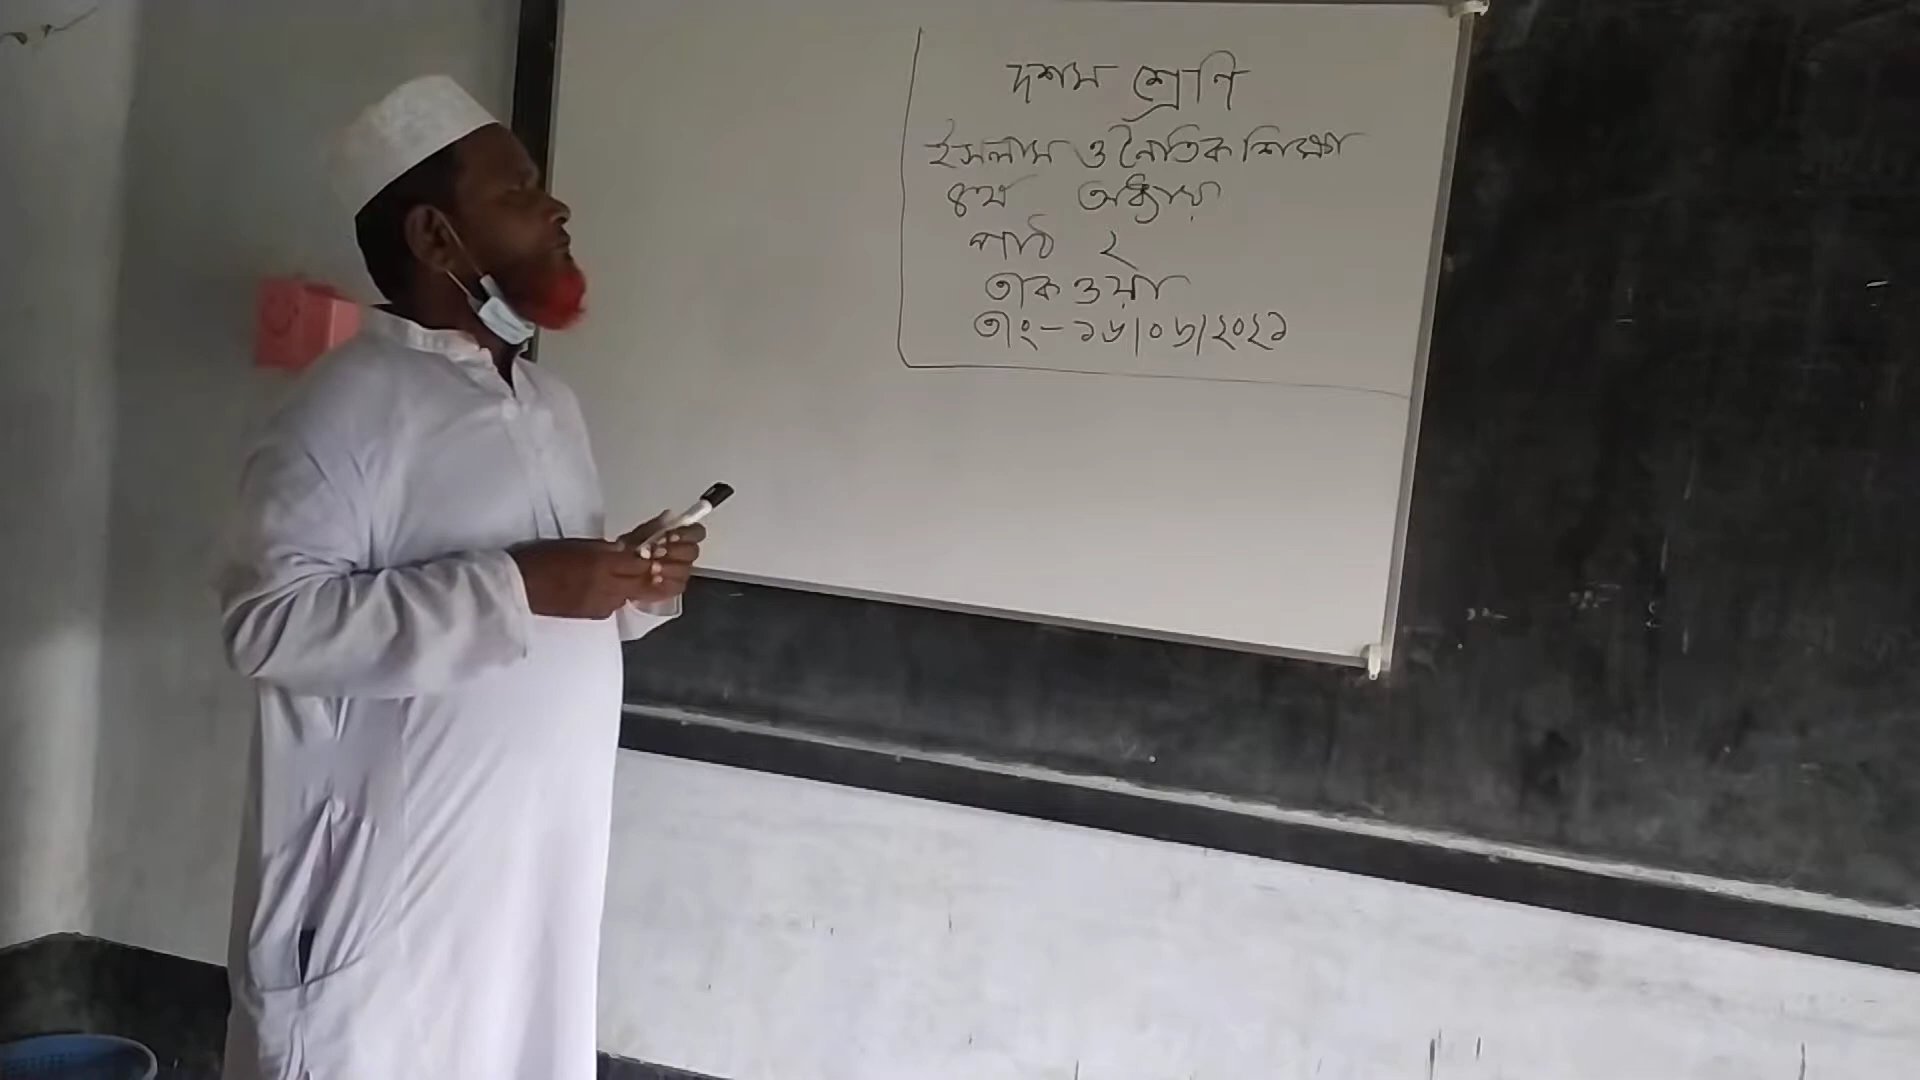 দশম শ্রেণি
ইসলাম ও নৈতিক শিক্ষা
৪র্থ অধ্যায়
পাঠ ২
তাকওয়া
তাং-১৬/০৬/২০২১